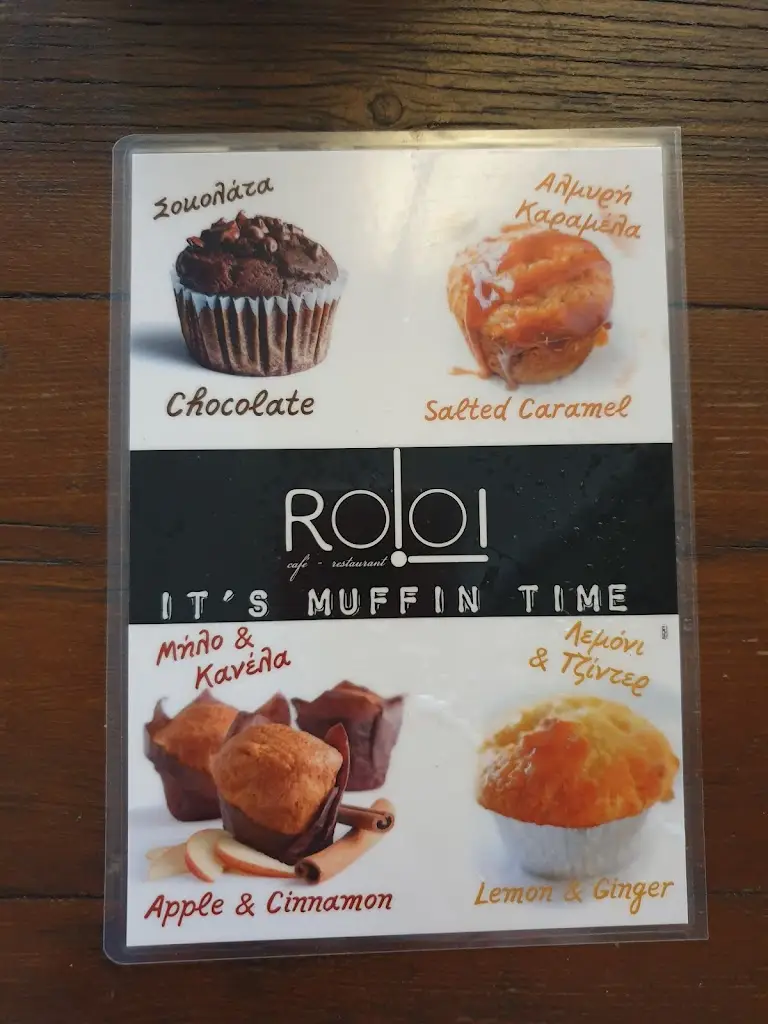 Σοκολάτα
Chocolate
Αλμυρή
Καραμέλα
Salted Caramel
Roloi
cafe - restaurant
IT'S MUFFIN TIME
Μήλο &
Κανέλα
Apple & Cinnamon
Λεμόνι
& Τζίντερ
Lemon & Ginger